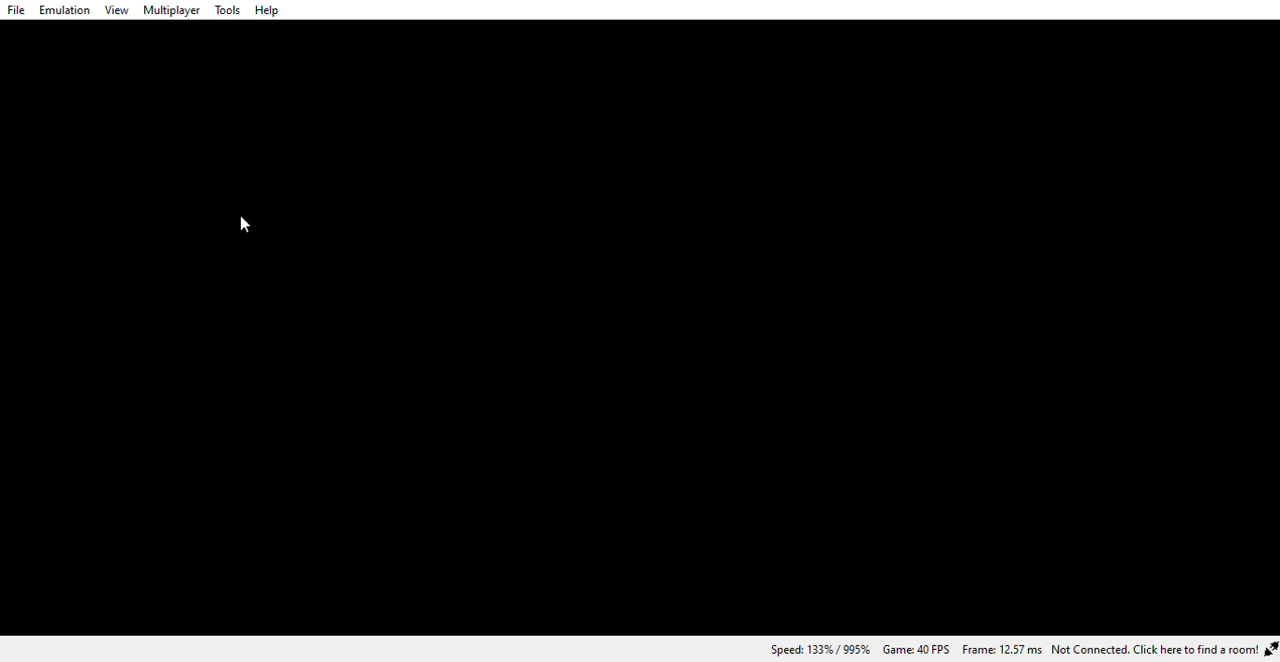 File Emulation View Multiplayer Tools Help
Speed: 133% / 995% Game: 40 FPS Frame: 12.57 ms Not Connected. Click here to find a room!